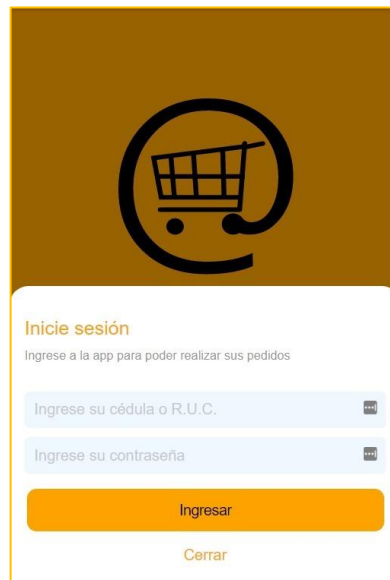 Inicie sesión
Ingrese a la app para poder realizar sus pedidos
Ingrese su cédula o R.U.C.
Ingrese su contraseña
Ingresar
Cerrar